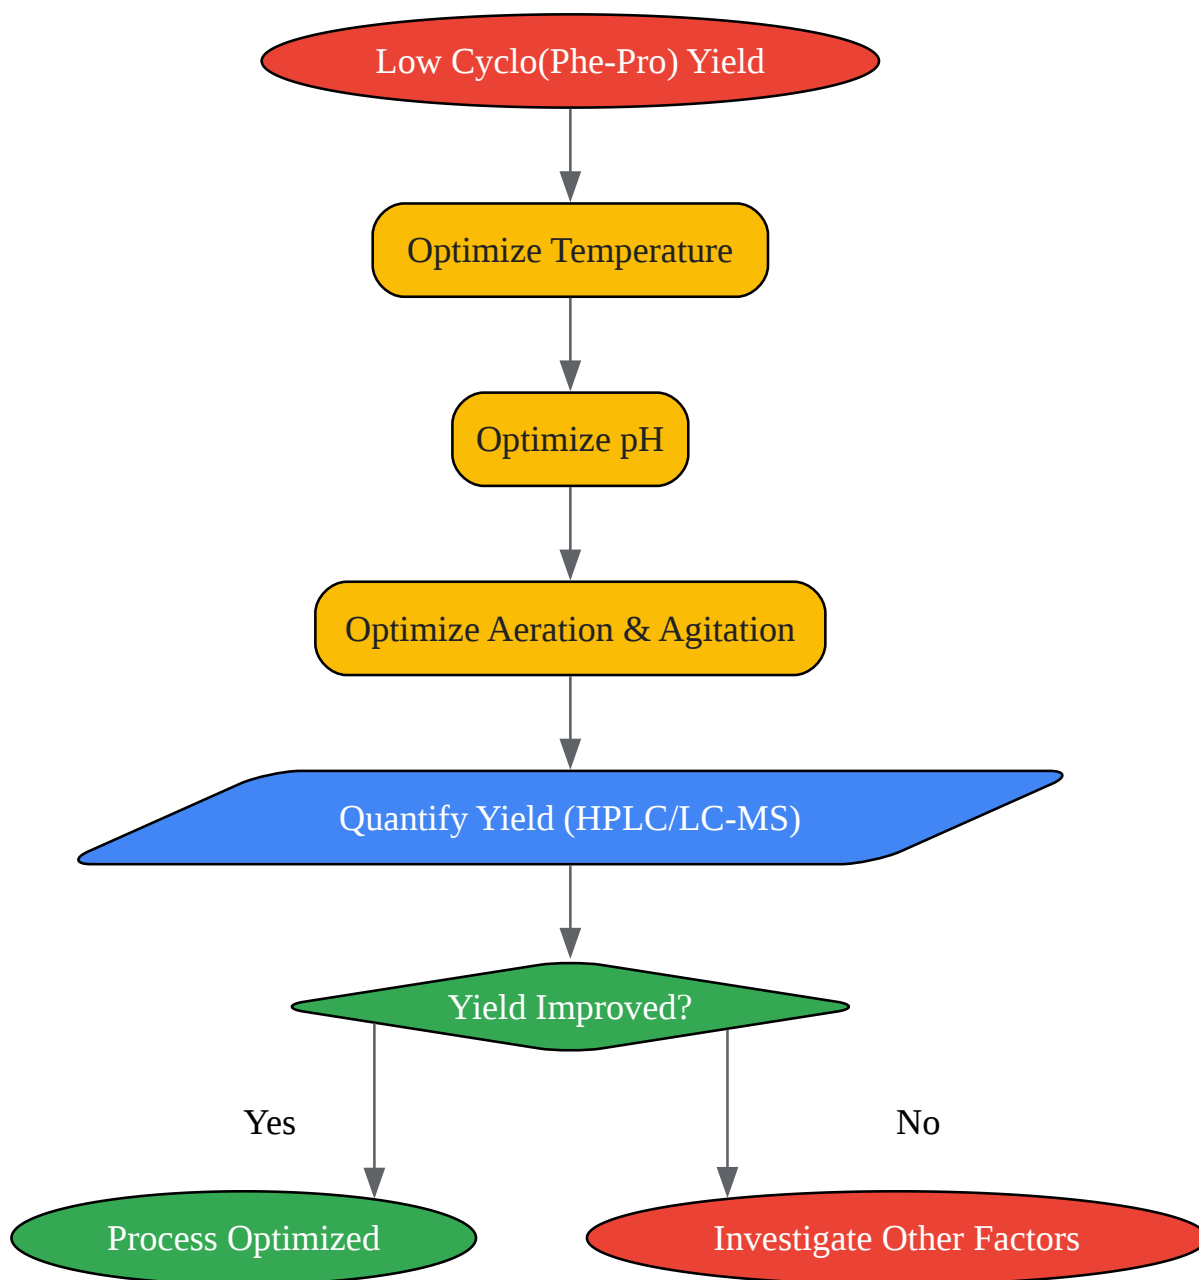 Low Cyclo(Phe-Pro) Yield
Optimize Temperature
Optimize pH
Optimize Aeration & Agitation
Quantify Yield (HPLC/LC-MS)
Yield Improved?
Yes
No
Process Optimized
Investigate Other Factors